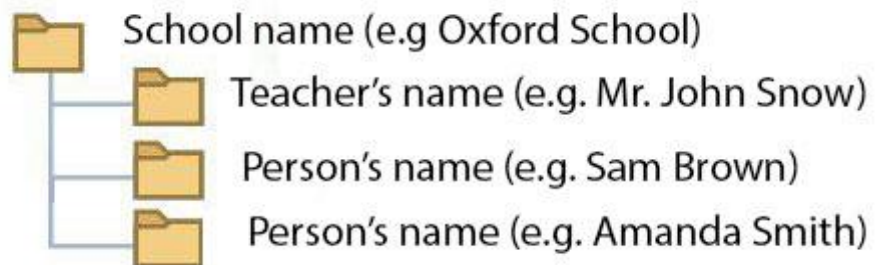 School name (e.g Oxford School)
Teacher's name (e.g. Mr. John Snow)
Person's name (e.g. Sam Brown)
Person's name (e.g. Amanda Smith)